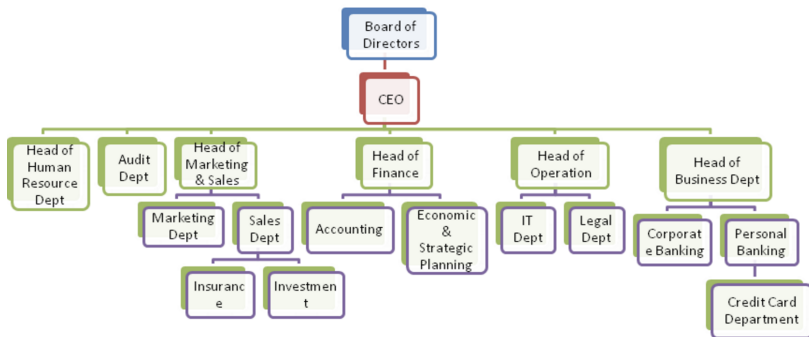 Board of
Directors
CEO
Head of
Human
Resource
Dept
Audit
Dept
Head of
Marketing
& Sales
Head of
Finance
Head of
Operation
Head of
Business Dept
Marketing
Dept
Sales
Dept
Accounting
Economic
&
Strategic
Planning
IT
Dept
Legal
Dept
Corporat
e Banking
Personal
Banking
Insuranc
e
Investmen
t
Credit Card
Department